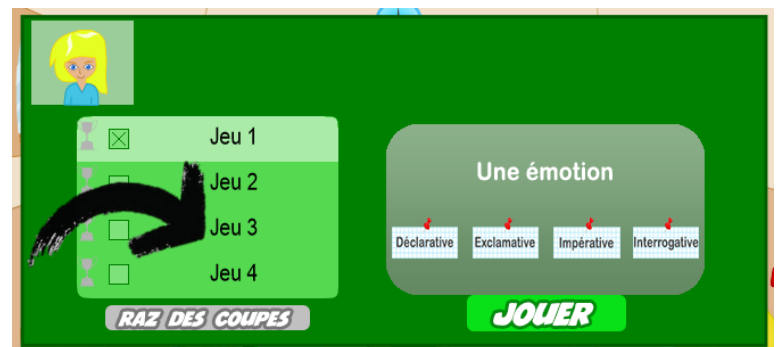 Jeu 1
Jeu 2
Jeu 3
Jeu 4
RAZ DES COUPES
Une émotion
Déclarative Exclamative Impérative Interrogative
JOUER